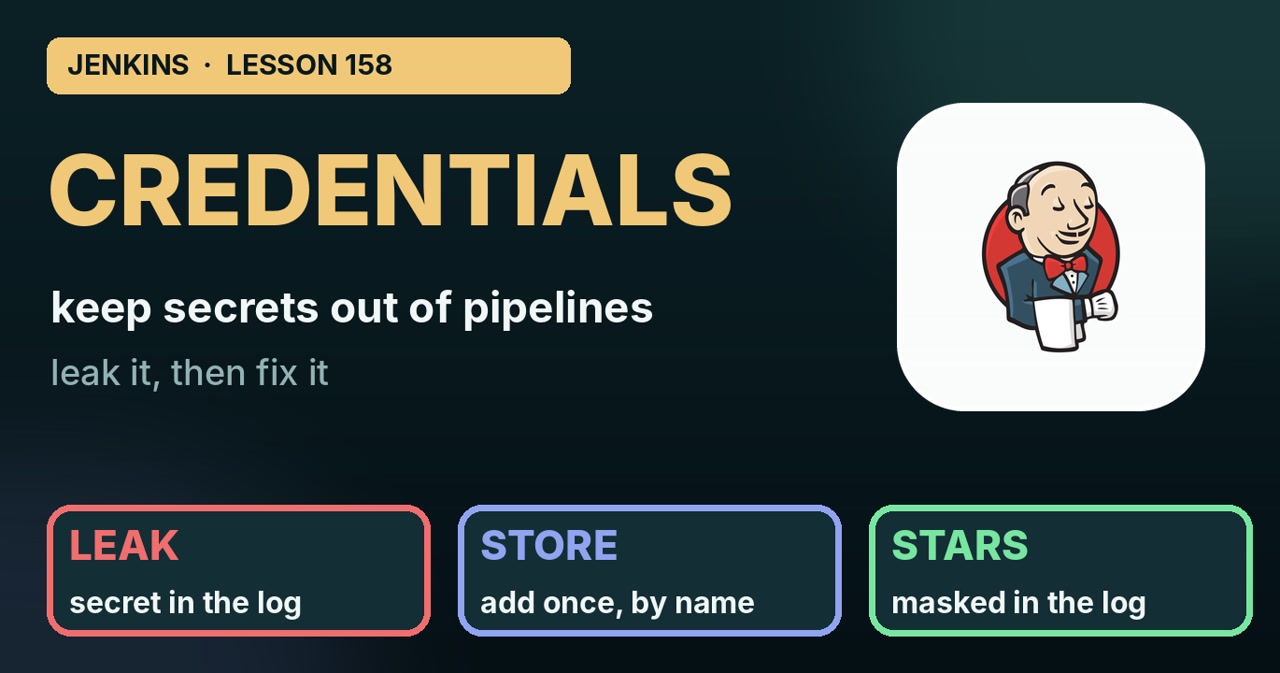 JENKINS · LESSON 158
CREDENTIALS
keep secrets out of pipelines
leak it, then fix it
LEAK
secret in the log
STORE
add once, by name
STARS
masked in the log